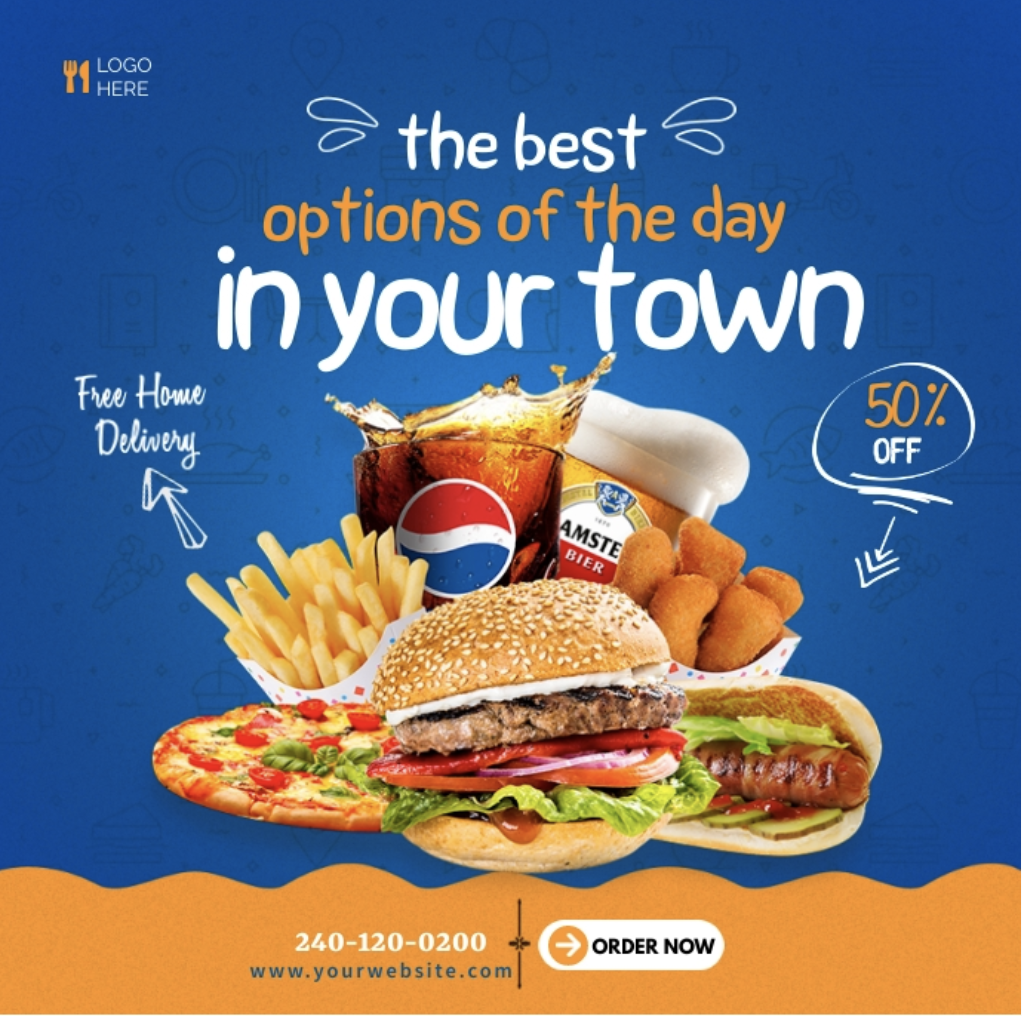 LOGO
HERE
the best
options of the day
in your town
Free Home
Delivery
50%
OFF
AMSTE
BIER
240-120-0200
www.yourwebsite.com
ORDER NOW